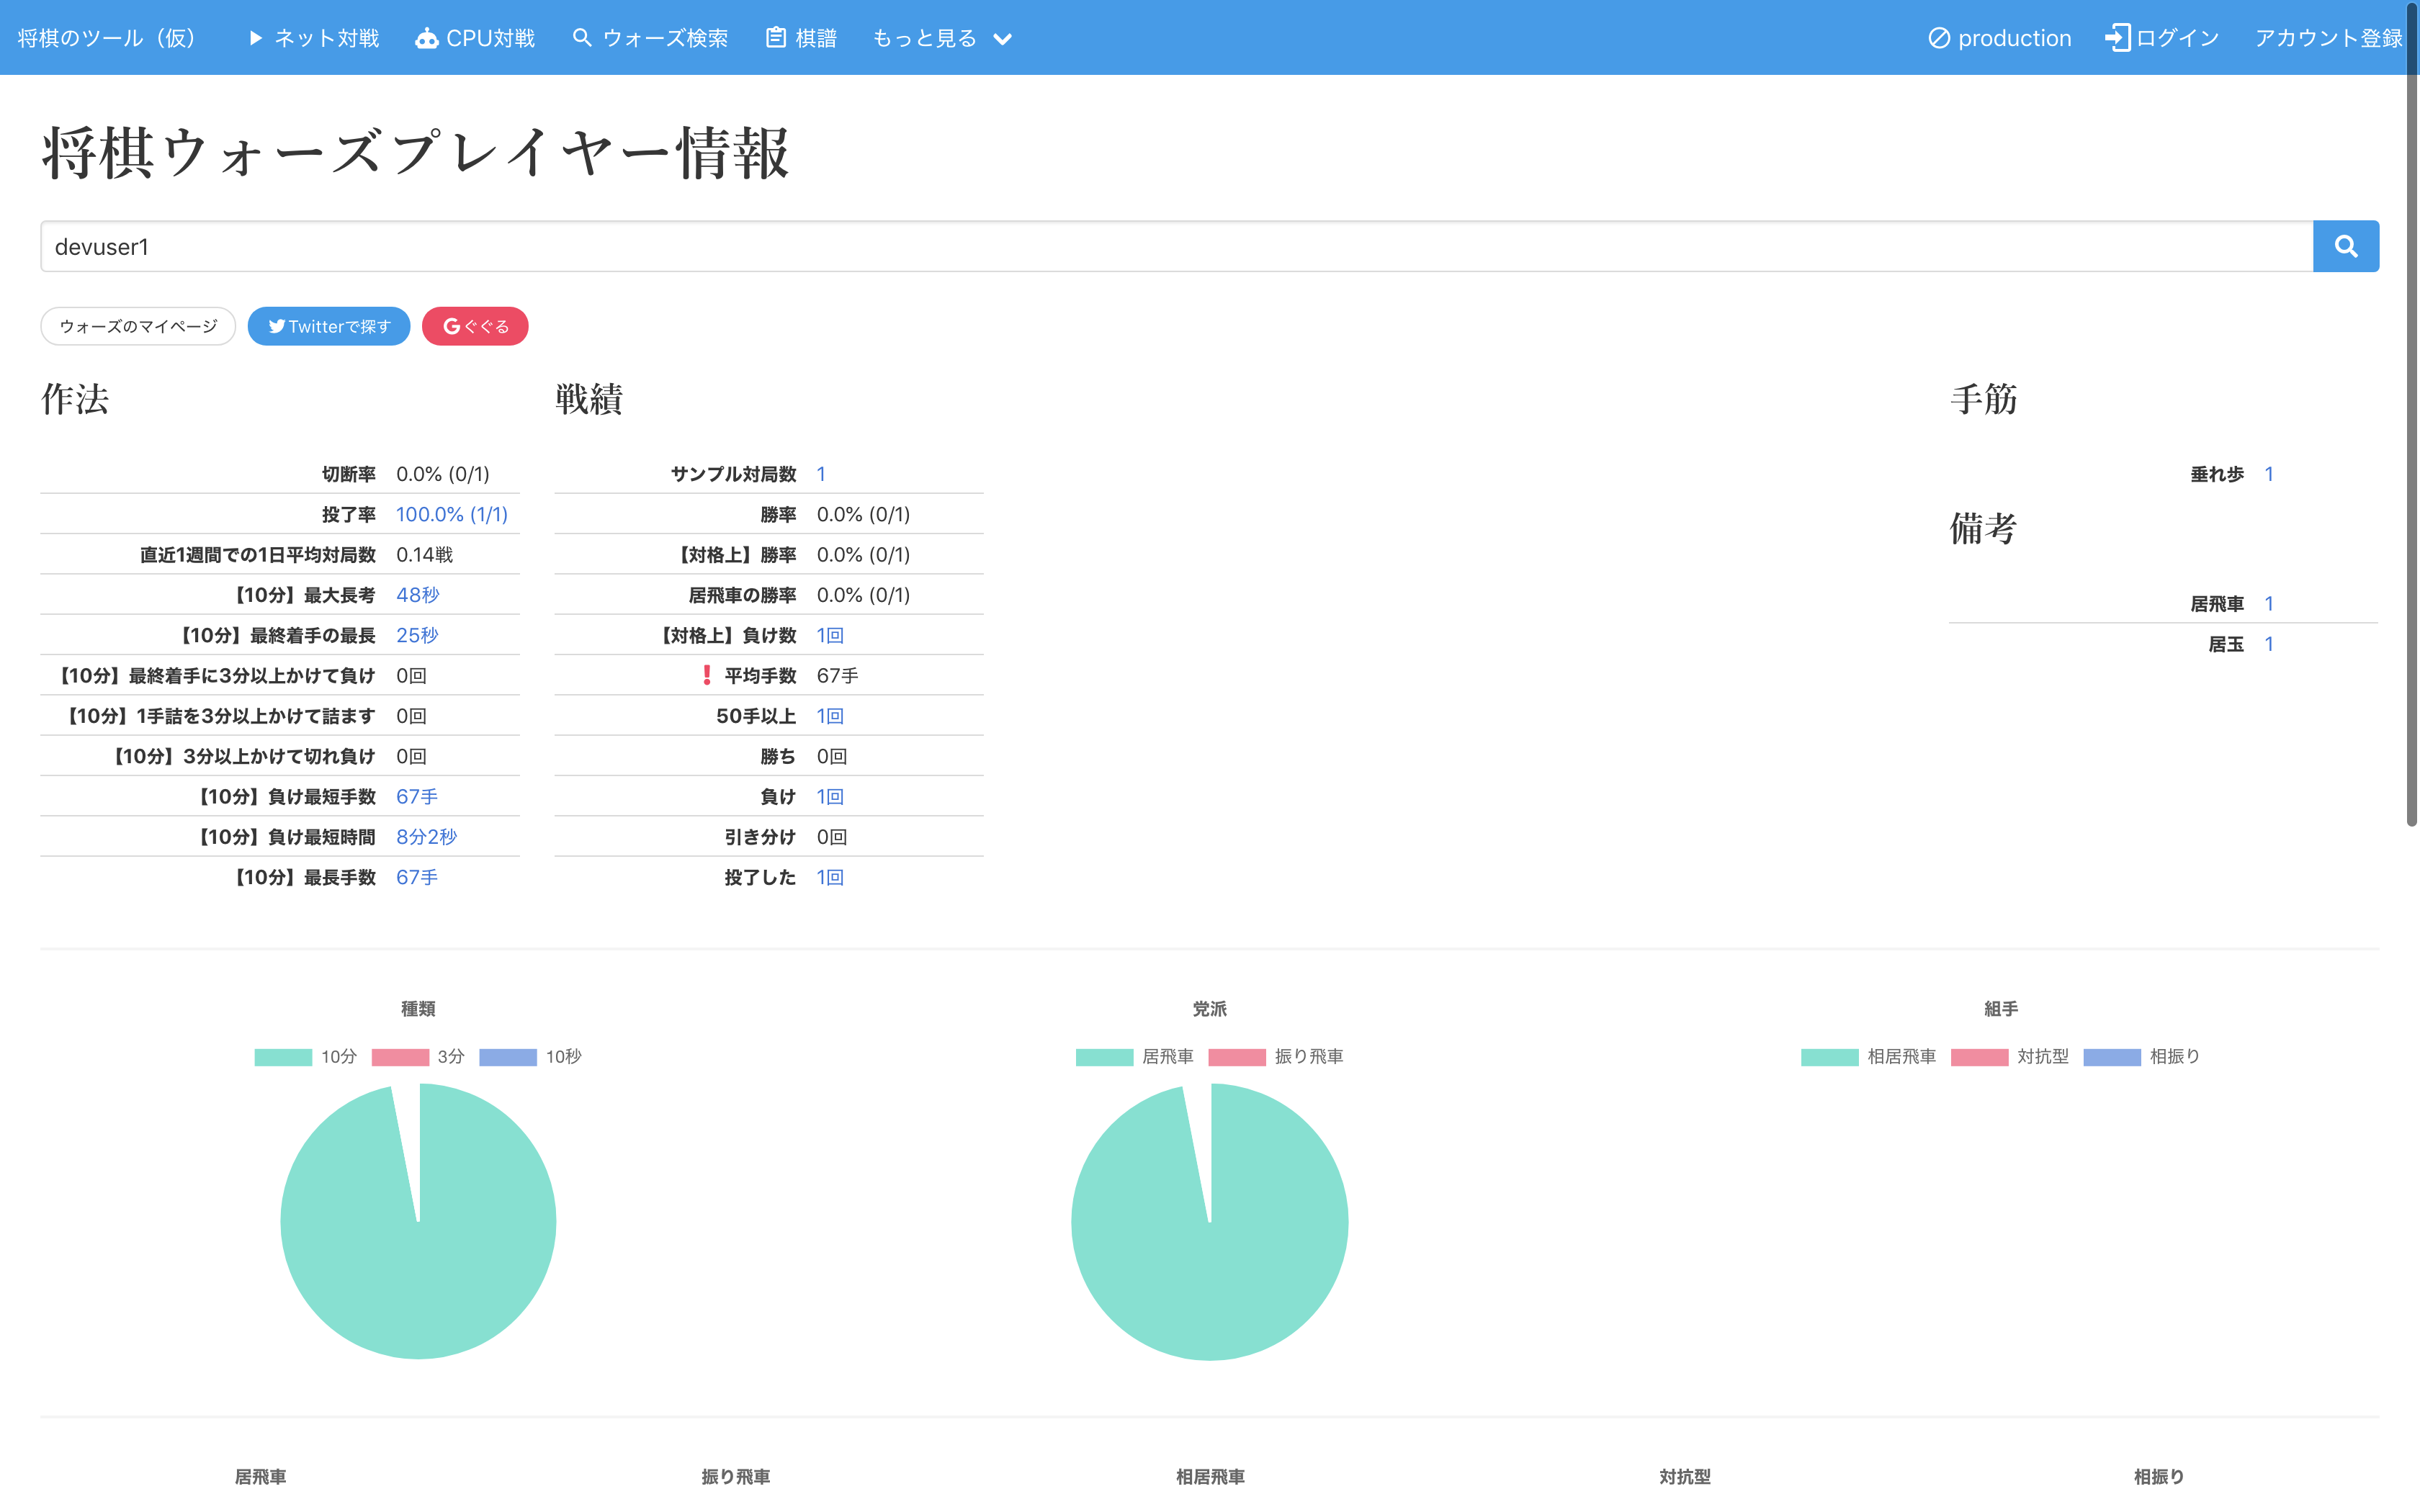 将棋のツール（仮） ネット対戦 CPU対戦 ウォーズ検索 棋譜 もっと見る production ログイン アカウント登録
将棋ウォーズプレイヤー情報
devuser1
ウォーズのマイページ Twitterで探す ぐぐる
作法
切断率 0.0% (0/1)
投了率 100.0% (1/1)
直近1週間での1日平均対局数 0.14戦
【10分】最大長考 48秒
【10分】最終着手の最長 25秒
【10分】最終着手に3分以上かけて負け 0回
【10分】1手詰を3分以上かけて詰ます 0回
【10分】3分以上かけて切れ負け 0回
【10分】負け最短手数 67手
【10分】負け最短時間 8分2秒
【10分】最長手数 67手
戦績
サンプル対局数 1
勝率 0.0% (0/1)
【対格上】勝率 0.0% (0/1)
居飛車の勝率 0.0% (0/1)
【対格上】負け数 1回
❗ 平均手数 67手
50手以上 1回
勝ち 0回
負け 1回
引き分け 0回
投了した 1回
手筋
垂れ歩 1
備考
居飛車 1
居玉 1
種類
10分 3分 10秒
党派
居飛車 振り飛車
組手
相居飛車 対抗型 相振り
居飛車 振り飛車 相居飛車 対抗型 相振り